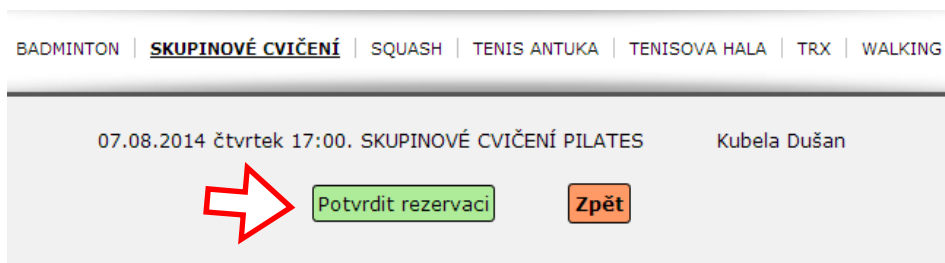 BADMINTON | SKUPINOVÉ CVIČENÍ | SQUASH | TENIS ANTUKA | TENISOVA HALA | TRX | WALKING
07.08.2014 čtvrtek 17:00. SKUPINOVÉ CVIČENÍ PILATES Kubela Dušan
Potvrdit rezervaci Zpět